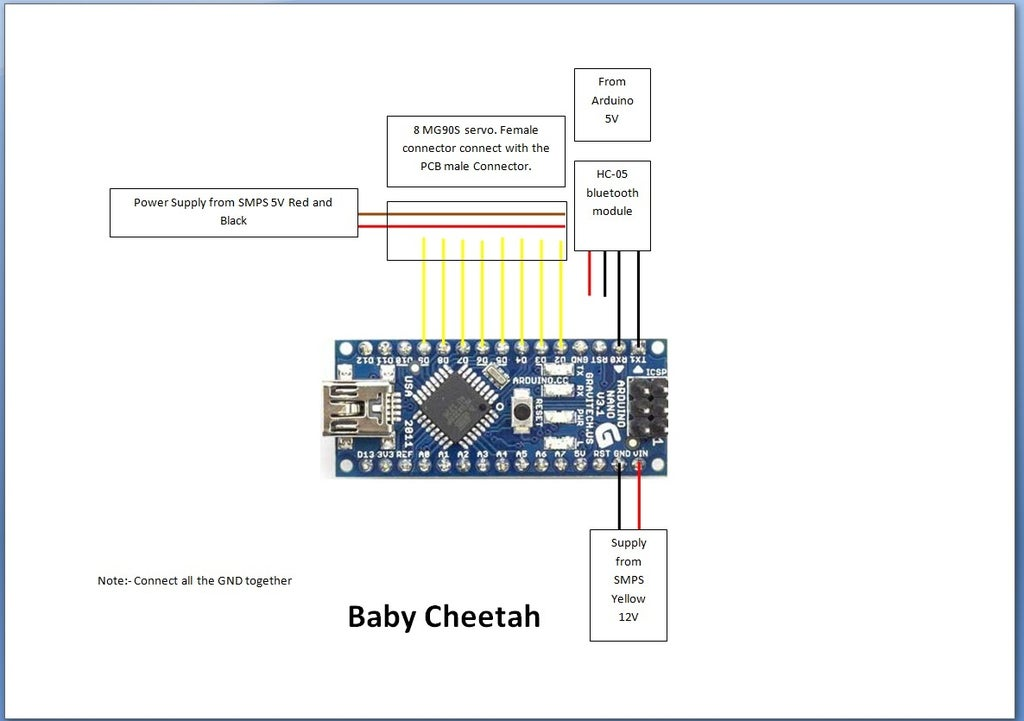 From
Arduino
5V
8 MG90S servo. Female
connector connect with the
PCB male Connector.
HC-05
bluetooth
module
Power Supply from SMPS 5V Red and
Black
D12 D11 D10 D9 D8 D7 D6 D5 D4 D3 D2 GND RST RX0 TX1
ICSP
ARDUINO.CC
USA
2011
RESET
TX RX PWR L
GRAVITECH.US
ARDUINO
NANO
V3.1
G
1
D13 3V3 REF A0 A1 A2 A3 A4 A5 A6 A7 5V RST GND VIN
Supply
from
SMPS
Yellow
12V
Note:- Connect all the GND together
Baby Cheetah